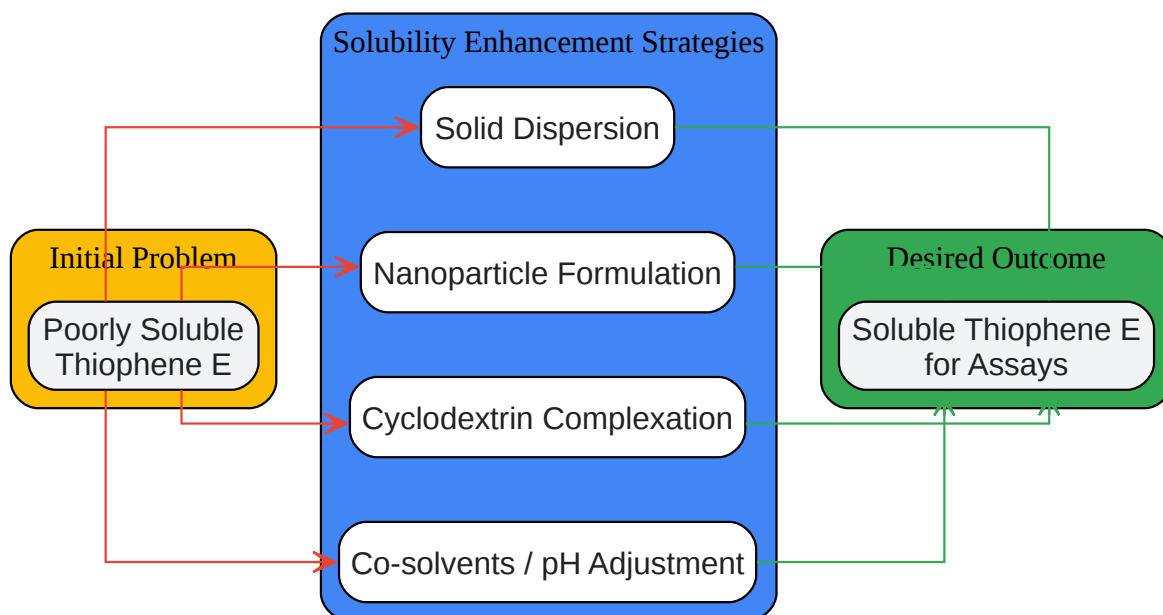 Solubility Enhancement Strategies
Solid Dispersion
Initial Problem
Nanoparticle Formulation
Desired Outcome
Poorly Soluble
Thiophene E
Soluble Thiophene E
for Assays
Cyclodextrin Complexation
Co-solvents / pH Adjustment